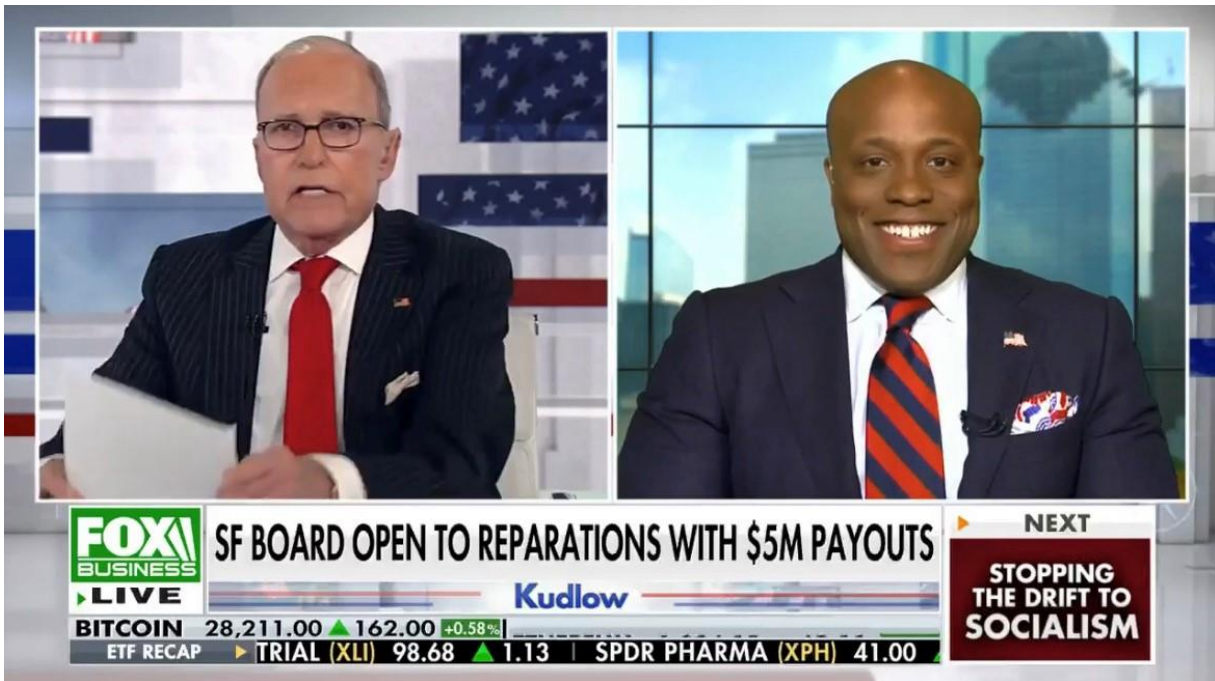 FOX
BUSINESS
LIVE
SF BOARD OPEN TO REPARATIONS WITH $5M PAYOUTS
Kudlow
NEXT
STOPPING
THE DRIFT TO
SOCIALISM
BITCOIN 28,211.00 ▲ 162.00 +0.58%
ETF RECAP TRIAL (XLI) 98.68 ▲ 1.13 | SPDR PHARMA (XPH) 41.00